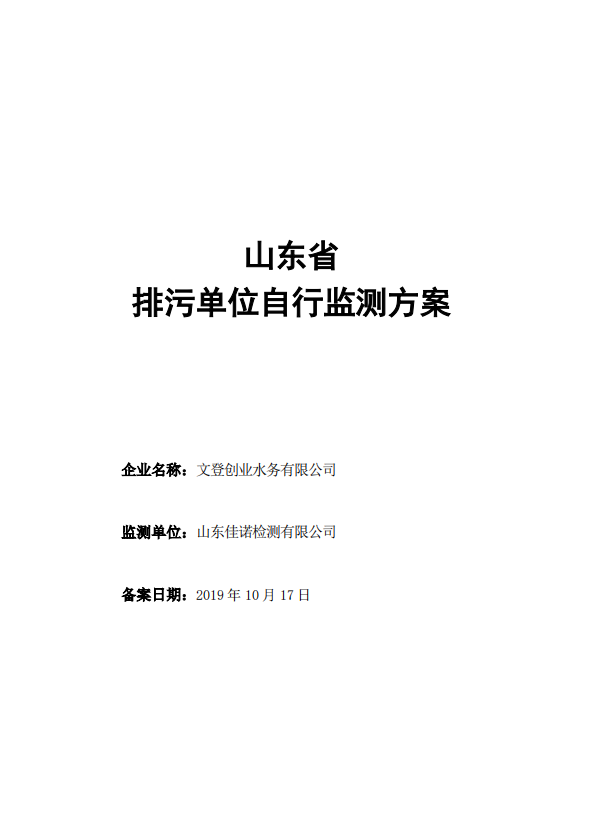 山东省
排污单位自行监测方案
企业名称：文登创业水务有限公司
监测单位：山东佳诺检测有限公司
备案日期：2019 年 10 月 17 日